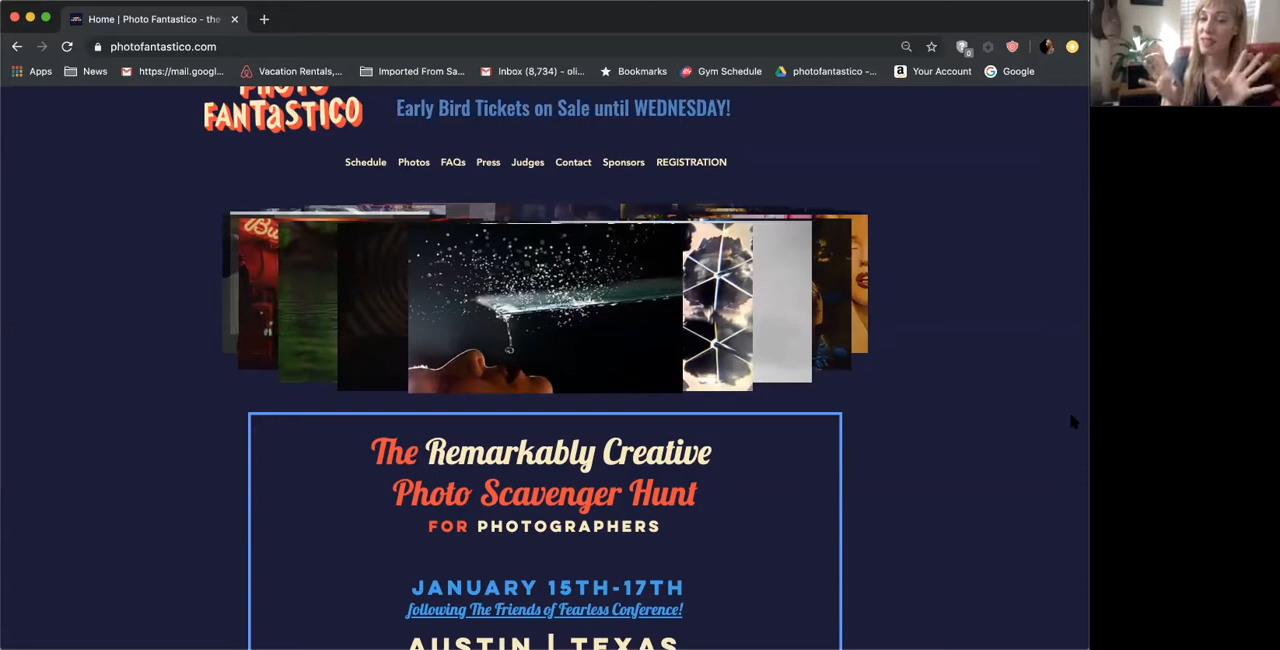 Home | Photo Fantastico - the
photofantastico.com
0
Apps News https://mail.googl... Vacation Rentals,... Imported From Sa... Inbox (8,734) - oli... Bookmarks Gym Schedule photofantastico -... Your Account Google
PHOTO
FANTaSTICO
Early Bird Tickets on Sale until WEDNESDAY!
Schedule Photos FAQs Press Judges Contact Sponsors REGISTRATION
The Remarkably Creative
Photo Scavenger Hunt
FOR PHOTOGRAPHERS
JANUARY 15TH-17TH
following The Friends of Fearless Conference!
AUSTIN | TEXAS